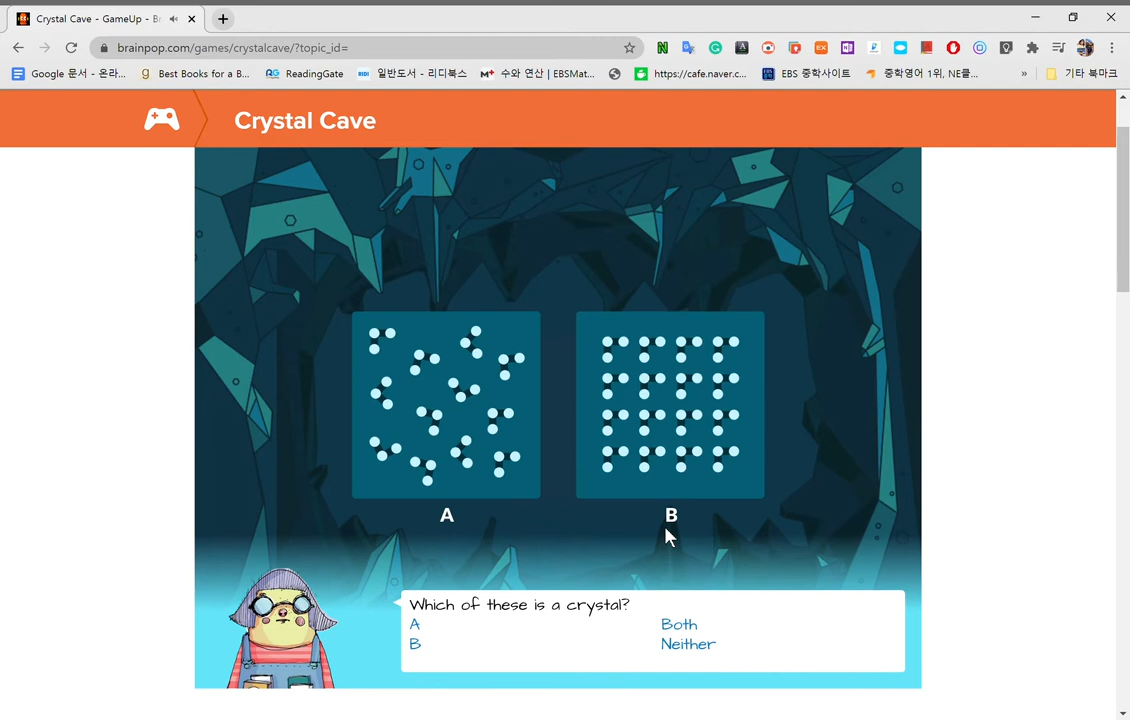 Crystal Cave - GameUp - Br
brainpop.com/games/crystalcave/?topic_id=
Google 문서 - 온라... Best Books for a B... ReadingGate 일반도서 - 리디북스 수와 연산 | EBSMat... https://cafe.naver.c... EBS 중학사이트 중학영어 1위, NE클... » 기타 북마크
Crystal Cave
A B
Which of these is a crystal?
A Both
B Neither